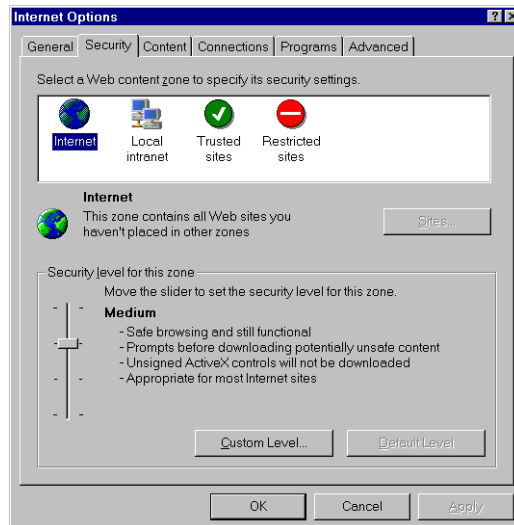 Internet Options
General Security Content Connections Programs Advanced
Select a Web content zone to specify its security settings.
Internet Local intranet Trusted sites Restricted sites
Internet
This zone contains all Web sites you
haven't placed in other zones
Sites...
Security level for this zone
Move the slider to set the security level for this zone.
Medium
- Safe browsing and still functional
- Prompts before downloading potentially unsafe content
- Unsigned ActiveX controls will not be downloaded
- Appropriate for most Internet sites
Custom Level... Default Level
OK Cancel Apply